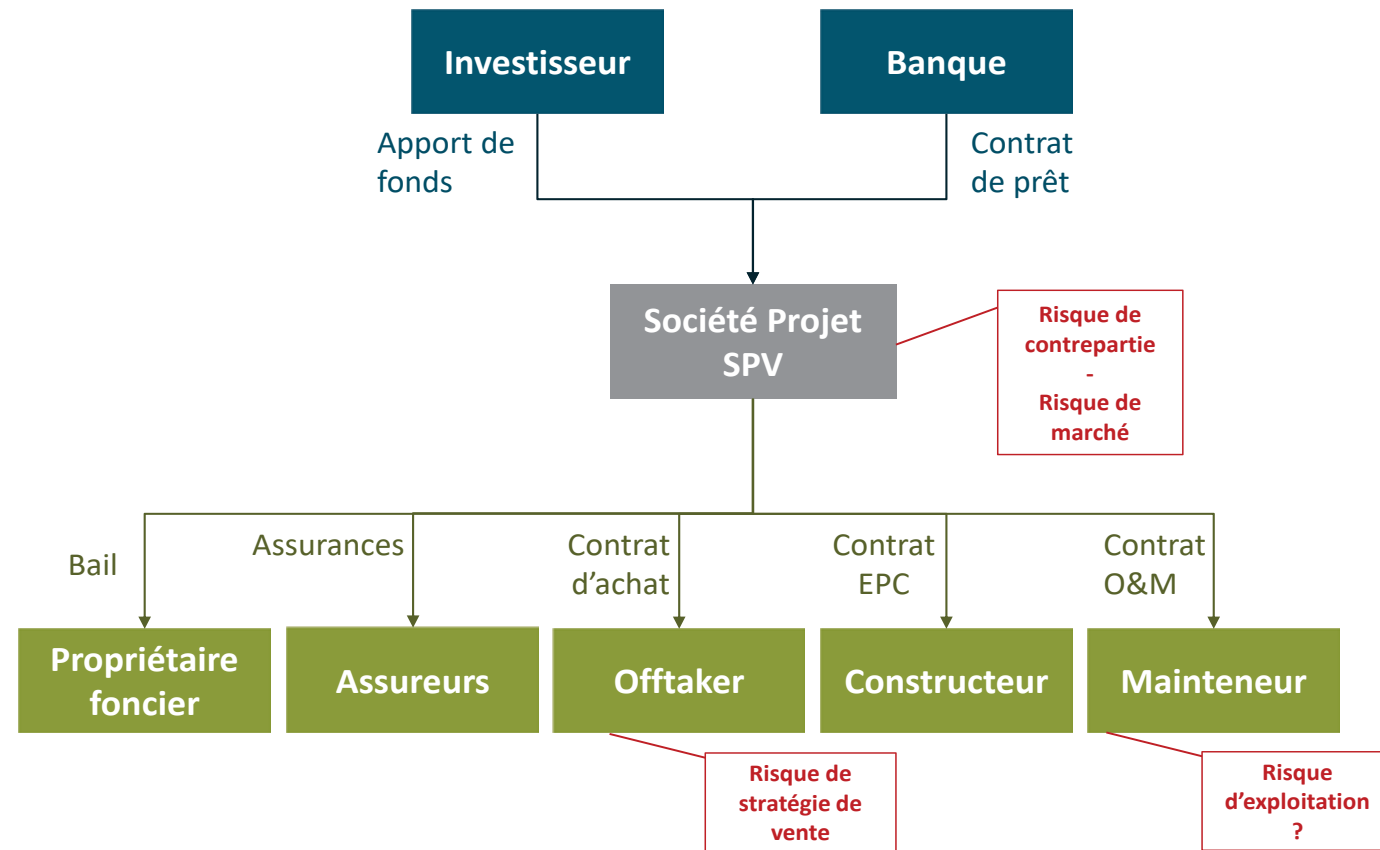 Investisseur
Banque
Apport de
fonds
Contrat
de prêt
Société Projet
SPV
Risque de
contrepartie
-
Risque de
marché
Bail
Assurances
Contrat
d’achat
Contrat
EPC
Contrat
O&M
Propriétaire
foncier
Assureurs
Offtaker
Constructeur
Mainteneur
Risque de
stratégie de
vente
Risque
d’exploitation
?